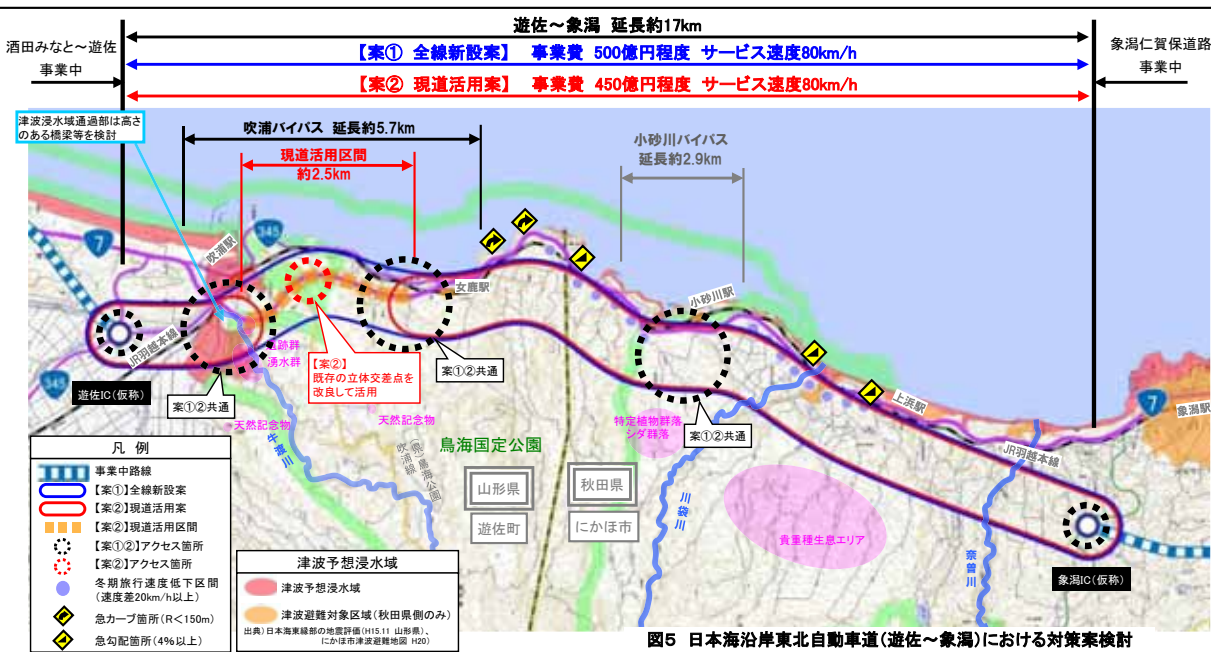 遊佐～象潟 延長約17km
酒田みなと～遊佐
事業中
【案① 全線新設案】 事業費 500億円程度 サービス速度80km/h
【案② 現道活用案】 事業費 450億円程度 サービス速度80km/h
象潟仁賀保道路
事業中
津波浸水域通過部は高さ
のある橋梁等を検討
吹浦バイパス 延長約5.7km
現道活用区間
約2.5km
小砂川バイパス
延長約2.9km
7
345
吹浦駅
女鹿駅
小砂川駅
上浜駅
7
象潟駅
JR羽越本線
JR羽越本線
345
遊佐IC(仮称)
案①②共通
湧水群
【案②】
既存の立体交差点を
改良して活用
案①②共通
天然記念物
天然記念物
牛渡川
(県)鳥海公園
吹浦線
鳥海国定公園
山形県
遊佐町
秋田県
にかほ市
特定植物群落
シダ群落
案①②共通
川袋川
貴重種生息エリア
奈曽川
象潟IC(仮称)
凡 例
事業中路線
【案①】全線新設案
【案②】現道活用案
【案②】現道活用区間
【案①②】アクセス箇所
【案②】アクセス箇所
冬期旅行速度低下区間
(速度差20km/h以上)
急カーブ箇所(R<150m)
急勾配箇所(4%以上)
津波予想浸水域
津波予想浸水域
津波避難対象区域(秋田県側のみ)
出典)日本海東縁部の地震評価(H15.11 山形県)、
にかほ市津波避難地図 H20)
図5 日本海沿岸東北自動車道(遊佐～象潟)における対策案検討